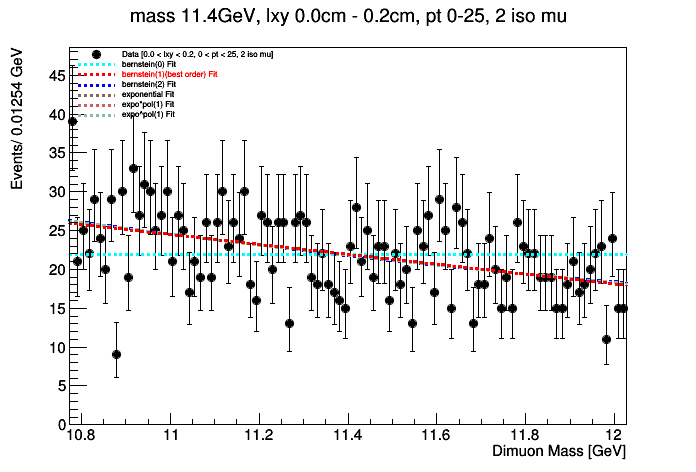 mass 11.4GeV, lxy 0.0cm - 0.2cm, pt 0-25, 2 iso mu
Events/ 0.01254 GeV
Data [0.0 < lxy < 0.2, 0 < pt < 25, 2 iso mu]
bernstein(0) Fit
bernstein(1)(best order) Fit
bernstein(2) Fit
exponential Fit
expo*pol(1) Fit
expo^pol(1) Fit
45
40
35
30
25
20
15
10
5
0
10.8 11 11.2 11.4 11.6 11.8 12
Dimuon Mass [GeV]